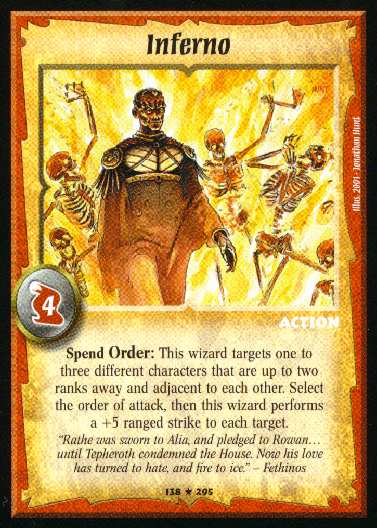 Inferno
HUNT
Illus. 2001 - Jonathan Hunt
4
ACTION
Spend Order: This wizard targets one to
three different characters that are up to two
ranks away and adjacent to each other. Select
the order of attack, then this wizard performs
a +5 ranged strike to each target.
"Rathe was sworn to Alia, and pledged to Rowan…
until Tepheroth condemned the House. Now his love
has turned to hate, and fire to ice." – Fethinos
138 ★ 205